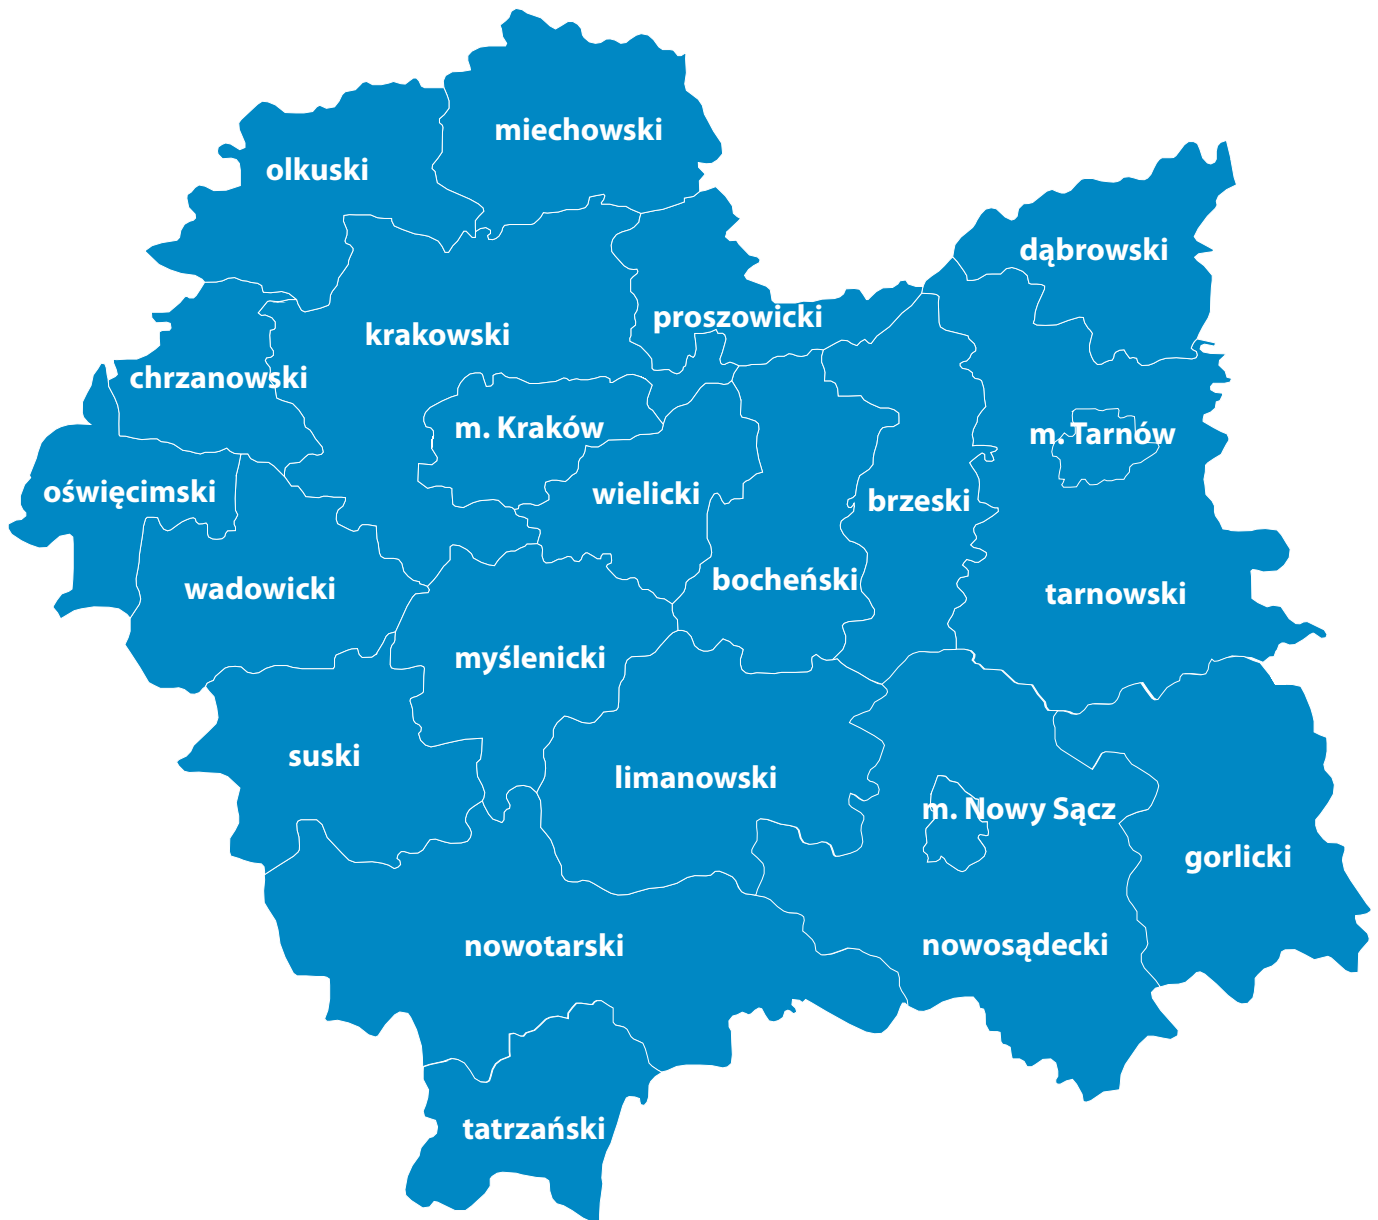 miechowski
olkuski
dąbrowski
proszowicki
krakowski
chrzanowski
m. Kraków
m. Tarnów
oświęcimski
wielicki
brzeski
bocheński
wadowicki
tarnowski
myślenicki
suski
limanowski
m. Nowy Sącz
gorlicki
nowotarski
nowosądecki
tatrzański